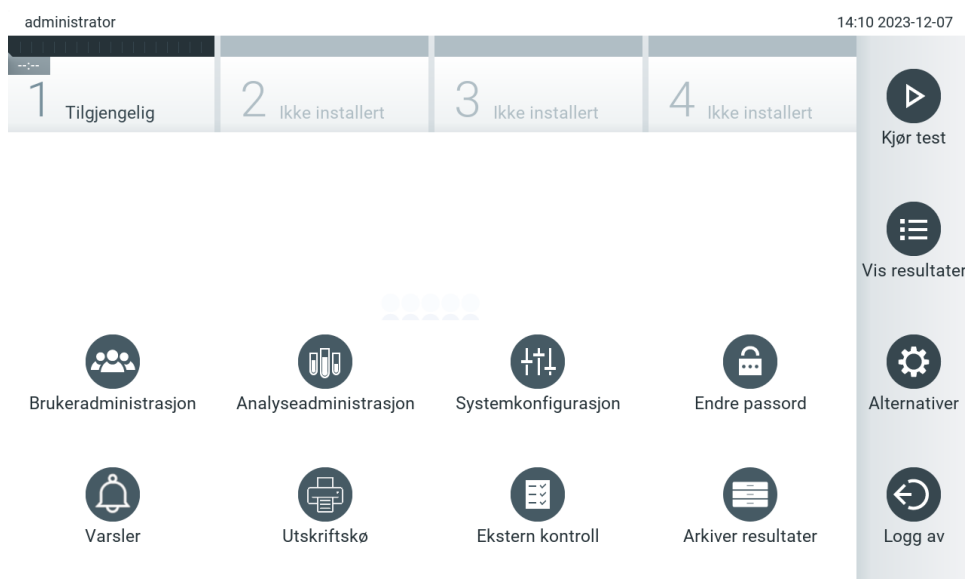 administrator
14:10 2023-12-07
--:--
1 Tilgjengelig
2 Ikke installert
3 Ikke installert
4 Ikke installert
Kjør test
Vis resultater
Brukeradministrasjon
Analyseadministrasjon
Systemkonfigurasjon
Endre passord
Alternativer
Varsler
Utskriftskø
Ekstern kontroll
Arkiver resultater
Logg av